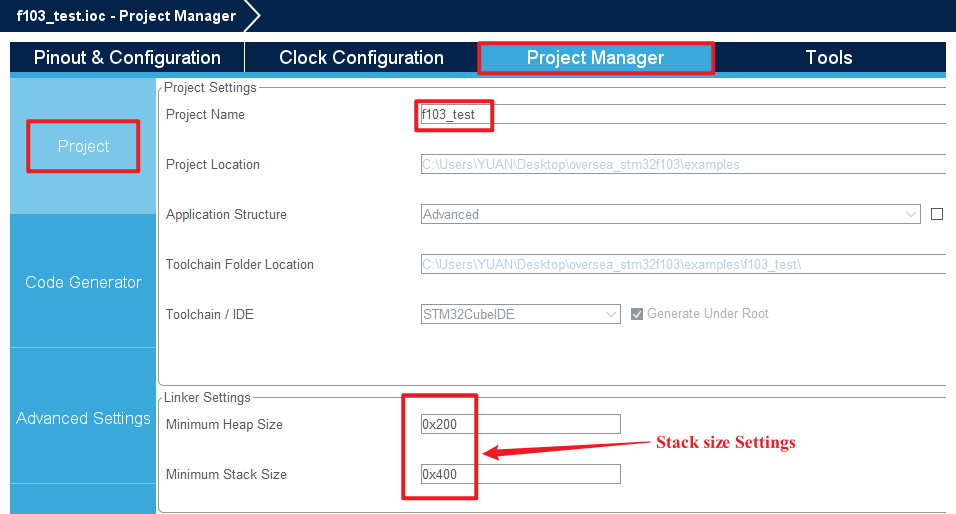 f103_test.ioc - Project Manager
Pinout & Configuration
Clock Configuration
Project Manager
Tools
Project
Code Generator
Advanced Settings
Project Settings
Project Name
f103_test
Project Location
C:\Users\YUAN\Desktop\oversea_stm32f103\examples
Application Structure
Advanced
Toolchain Folder Location
C:\Users\YUAN\Desktop\oversea_stm32f103\examples\f103_test\
Toolchain / IDE
STM32CubeIDE
Generate Under Root
Linker Settings
Minimum Heap Size
0x200
Stack size Settings
Minimum Stack Size
0x400